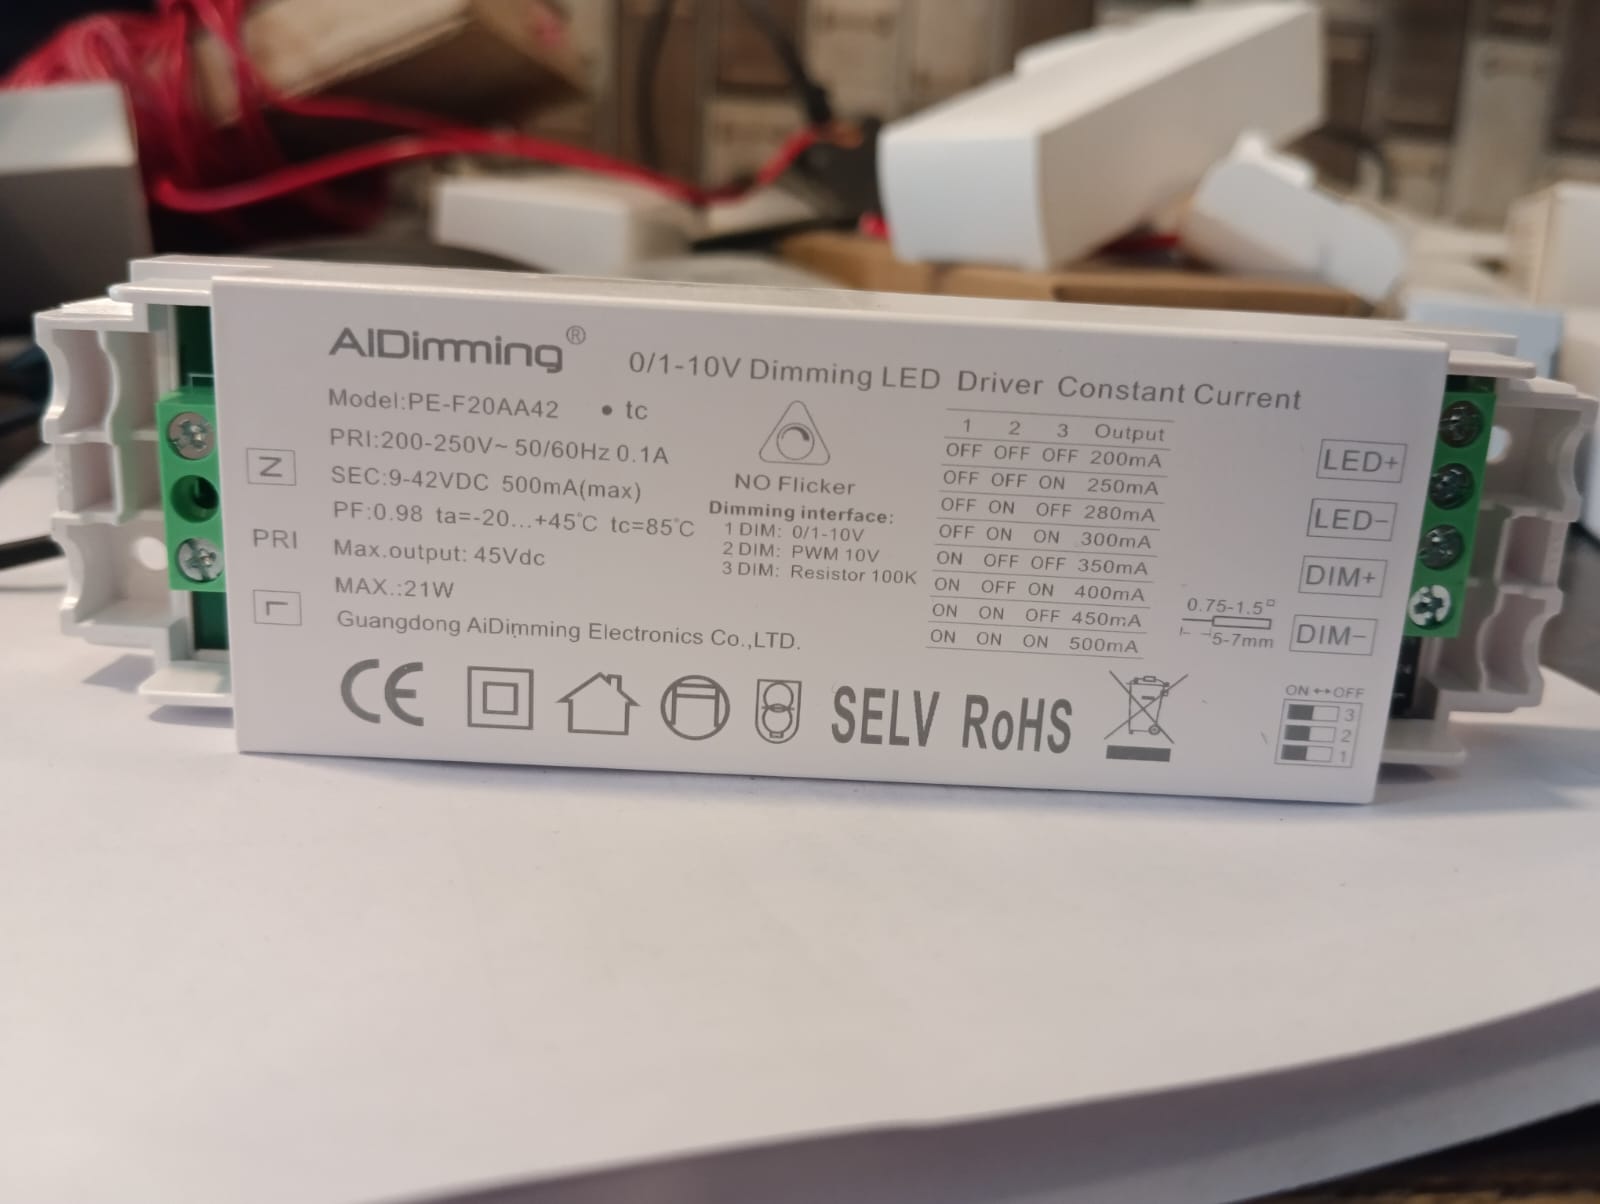 AIDimming®
0/1-10V Dimming LED Driver Constant Current
Model:PE-F20AA42 • tc
PRI:200-250V~ 50/60Hz 0.1A
SEC:9-42VDC 500mA(max)
PF:0.98 ta=-20...+45℃ tc=85℃
Max.output: 45Vdc
MAX.:21W
Guangdong AiDimming Electronics Co.,LTD.
N
PRI
L
NO Flicker
Dimming interface:
1 DIM: 0/1-10V
2 DIM: PWM 10V
3 DIM: Resistor 100K
1 2 3 Output
OFF OFF OFF 200mA
OFF OFF ON 250mA
OFF ON OFF 280mA
OFF ON ON 300mA
ON OFF OFF 350mA
ON OFF ON 400mA
ON ON OFF 450mA
ON ON ON 500mA
0.75-1.5□
5-7mm
LED+
LED-
DIM+
DIM-
ON↔OFF
3
2
1
CE SELV RoHS